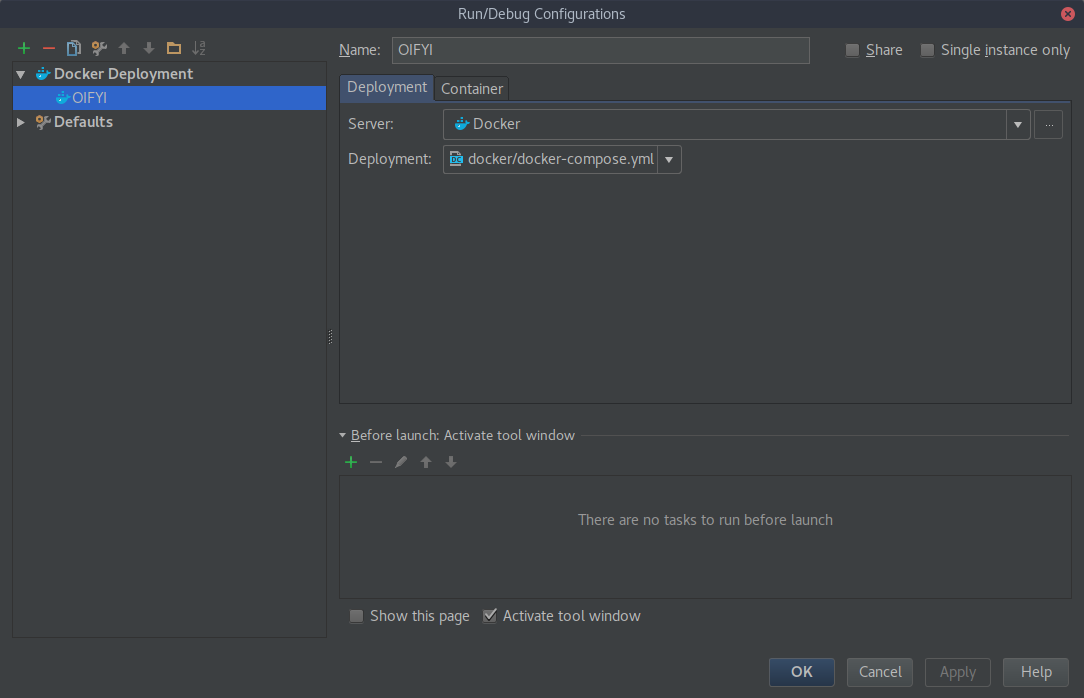 Run/Debug Configurations
Name: OIFYI Share Single instance only
Docker Deployment
OIFYI
Defaults
Deployment Container
Server: Docker ...
Deployment: DC docker/docker-compose.yml
Before launch: Activate tool window
There are no tasks to run before launch
Show this page Activate tool window
OK Cancel Apply Help